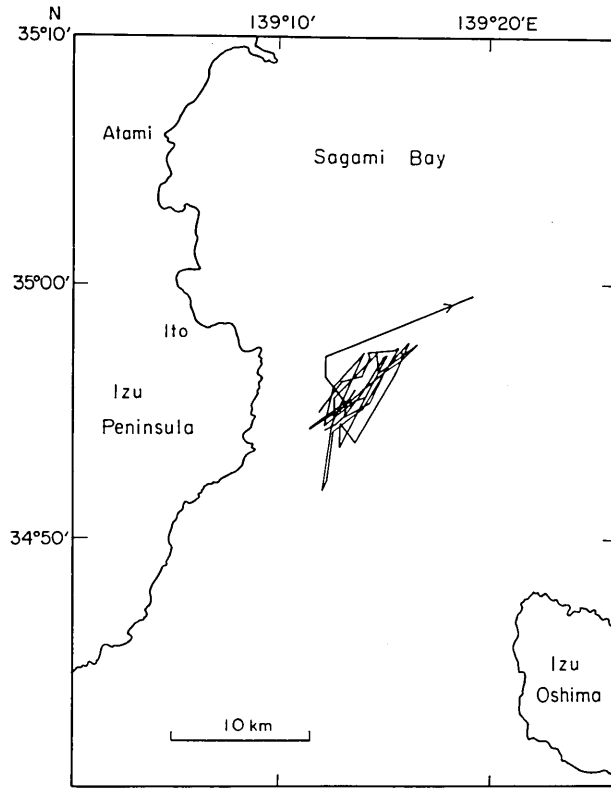 N
139°10′
139°20′E
35°10′
Atami
Sagami Bay
35°00′
Ito
Izu
Peninsula
34°50′
Izu
Oshima
10 km